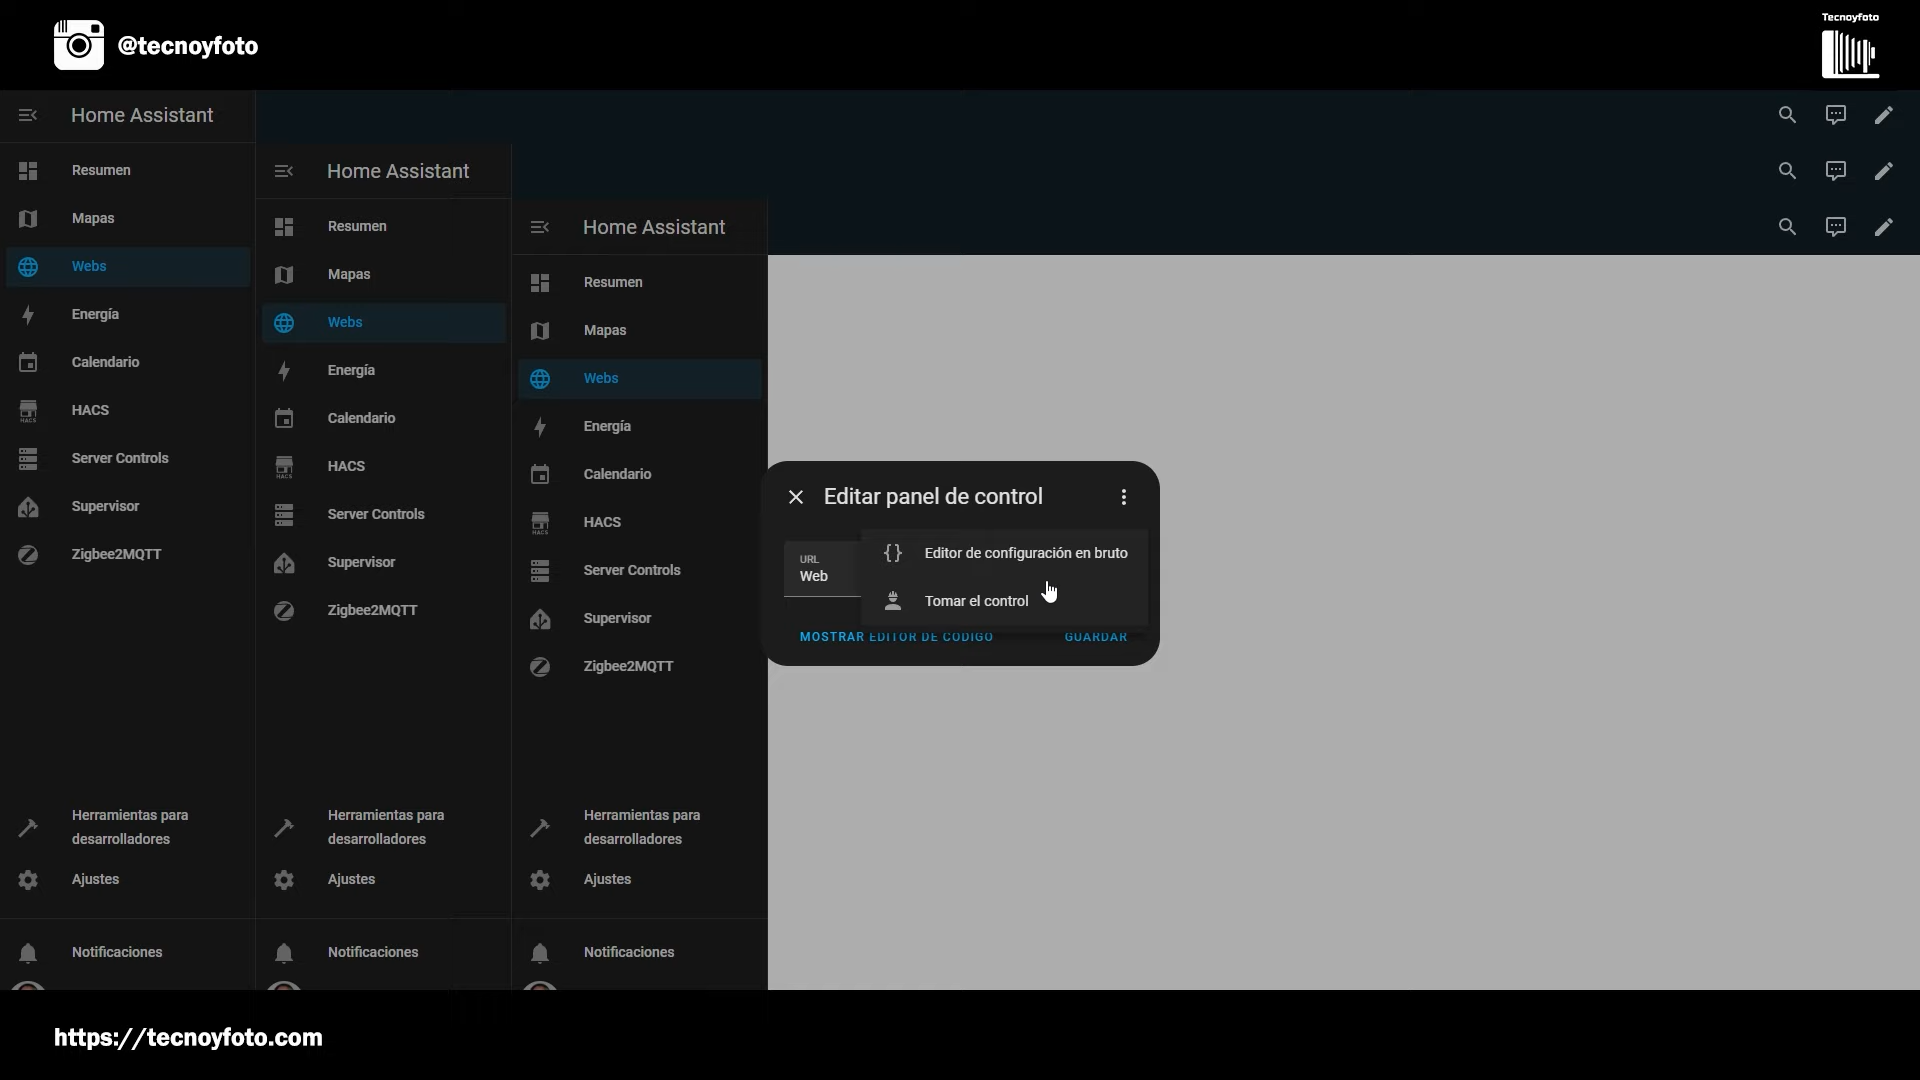 @tecnoyfoto
Tecnoyfoto
Home Assistant
Resumen
Mapas
Webs
Energía
Calendario
HACS
HACS
Server Controls
Supervisor
Zigbee2MQTT
Herramientas para
desarrolladores
Ajustes
Notificaciones
Home Assistant
Resumen
Mapas
Webs
Energía
Calendario
HACS
HACS
Server Controls
Supervisor
Zigbee2MQTT
Herramientas para
desarrolladores
Ajustes
Notificaciones
Home Assistant
Resumen
Mapas
Webs
Energía
Calendario
HACS
HACS
Server Controls
Supervisor
Zigbee2MQTT
Herramientas para
desarrolladores
Ajustes
Notificaciones
Editar panel de control
URL
Web
{} Editor de configuración en bruto
Tomar el control
MOSTRAR EDITOR DE CÓDIGO
GUARDAR
https://tecnoyfoto.com